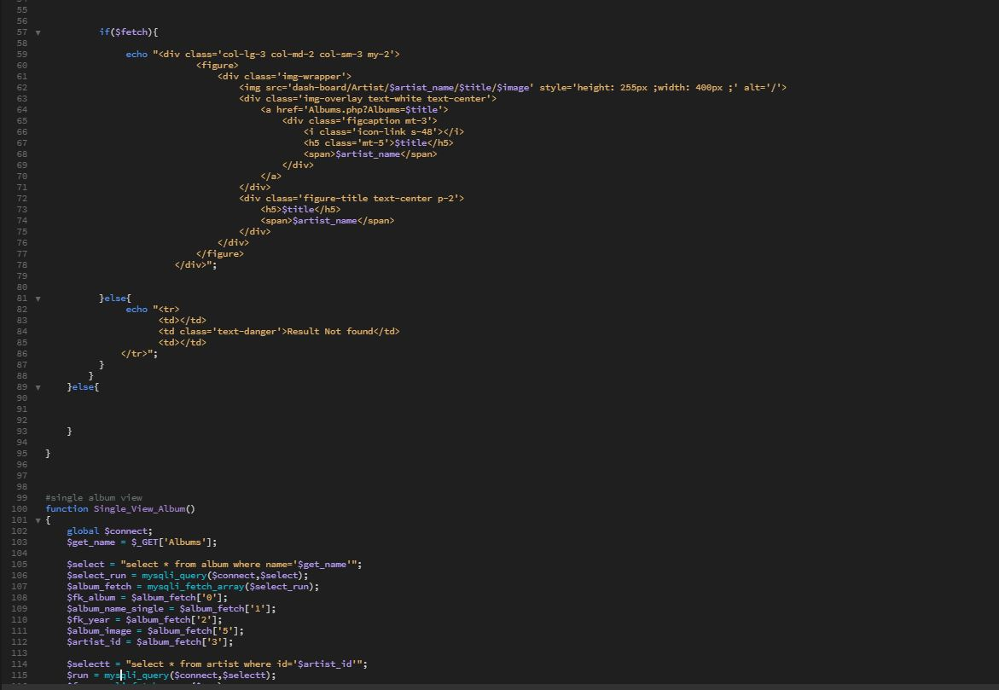 55
56
57 ▼ if($fetch){
58
59 echo "<div class='col-lg-3 col-md-2 col-sm-3 my-2'>
60 <figure>
61 <div class='img-wrapper'>
62 <img src='dash-board/Artist/$artist_name/$title/$image' style='height: 255px ;width: 400px ;' alt='/'>
63 <div class='img-overlay text-white text-center'>
64 <a href='Albums.php?Albums=$title'>
65 <div class='figcaption mt-3'>
66 <i class='icon-link s-48'></i>
67 <h5 class='mt-5'>$title</h5>
68 <span>$artist_name</span>
69 </div>
70 </a>
71 </div>
72 <div class='figure-title text-center p-2'>
73 <h5>$title</h5>
74 <span>$artist_name</span>
75 </div>
76 </div>
77 </figure>
78 </div>";
79
80
81 ▼ }else{
82 echo "<tr>
83 <td></td>
84 <td class='text-danger'>Result Not found</td>
85 <td></td>
86 </tr>";
87 }
88 }
89 ▼ }else{
90
91
92
93 }
94
95 }
96
97
98
99 #single album view
100 function Single_View_Album()
101 ▼ {
102 global $connect;
103 $get_name = $_GET['Albums'];
104
105 $select = "select * from album where name='$get_name'";
106 $select_run = mysqli_query($connect,$select);
107 $album_fetch = mysqli_fetch_array($select_run);
108 $fk_album = $album_fetch['0'];
109 $album_name_single = $album_fetch['1'];
110 $fk_year = $album_fetch['2'];
111 $album_image = $album_fetch['5'];
112 $artist_id = $album_fetch['3'];
113
114 $selectt = "select * from artist where id='$artist_id'";
115 $run = mysqli_query($connect,$selectt);